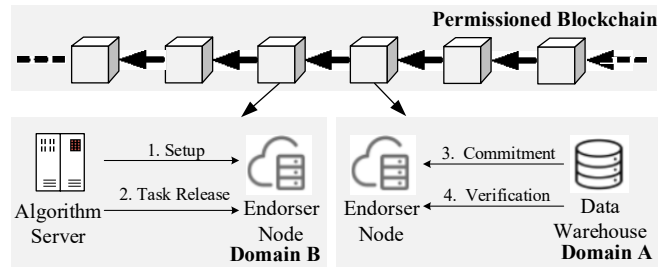 Permissioned Blockchain
1. Setup
2. Task Release
Algorithm
Server
Endorser
Node
Domain B
3. Commitment
4. Verification
Endorser
Node
Data
Warehouse
Domain A